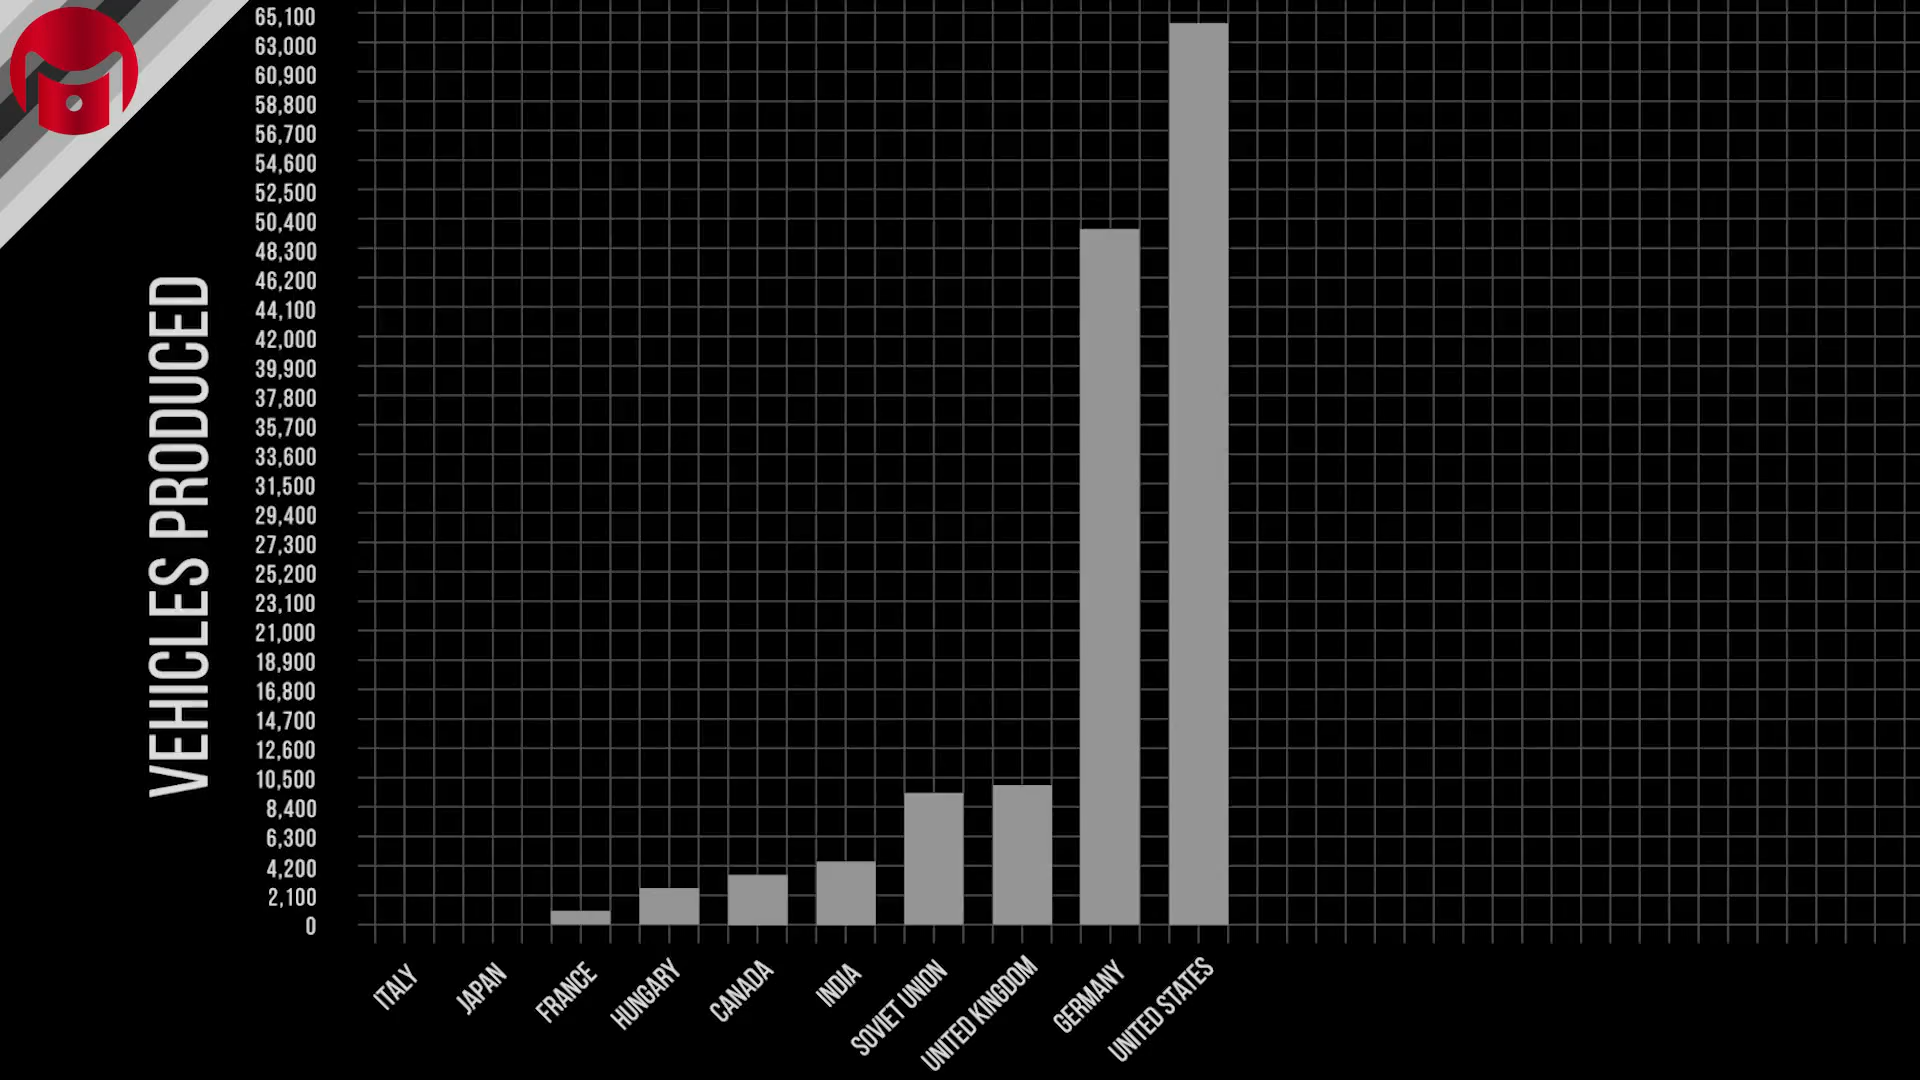 VEHICLES PRODUCED
65,100
63,000
60,900
58,800
56,700
54,600
52,500
50,400
48,300
46,200
44,100
42,000
39,900
37,800
35,700
33,600
31,500
29,400
27,300
25,200
23,100
21,000
18,900
16,800
14,700
12,600
10,500
8,400
6,300
4,200
2,100
0
ITALY
JAPAN
FRANCE
HUNGARY
CANADA
INDIA
SOVIET UNION
UNITED KINGDOM
GERMANY
UNITED STATES